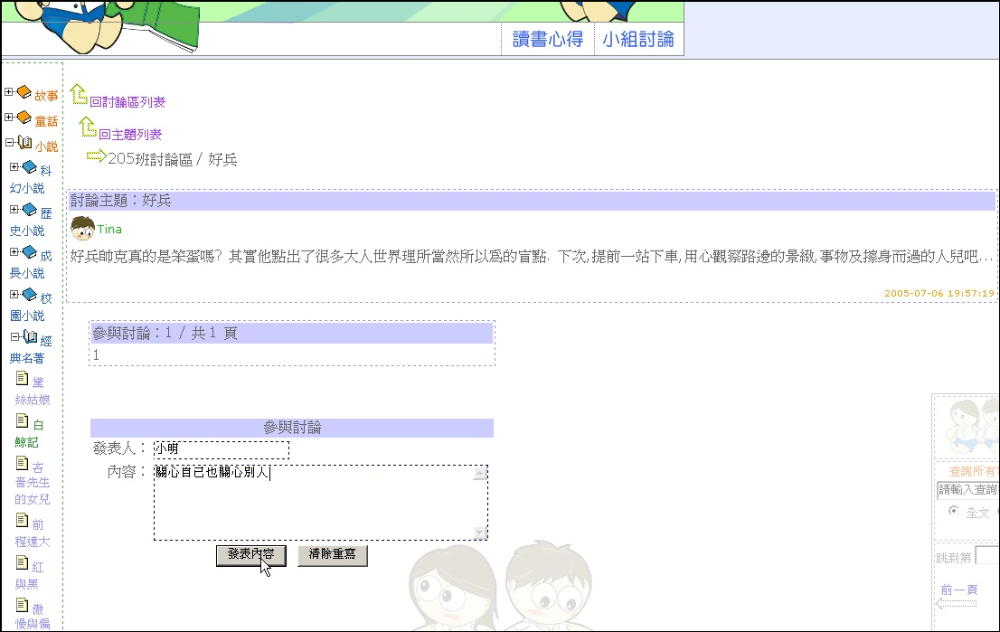 讀書心得 小組討論
故事
童話
小說
科
幻小說
歷
史小說
成
長小說
校
園小說
經
典名著
黛
絲姑娘
白
鯨記
吝
嗇先生
的女兒
前
程遠大
紅
與黑
傲
慢與偏
回討論區列表
回主題列表
205班討論區 / 好兵
討論主題：好兵
Tina
好兵帥克真的是笨蛋嗎? 其實他點出了很多大人世界理所當然所以為的盲點. 下次,提前一站下車,用心觀察路邊的景緻,事物及擦身而過的人兒吧...
2005-07-06 19:57:19
參與討論：1 / 共 1 頁
1
參與討論
發表人： 小明
內容： 關心自己也關心別人
發表內容 清除重寫
查詢所有
請輸入查詢
全文
跳到第
前一頁